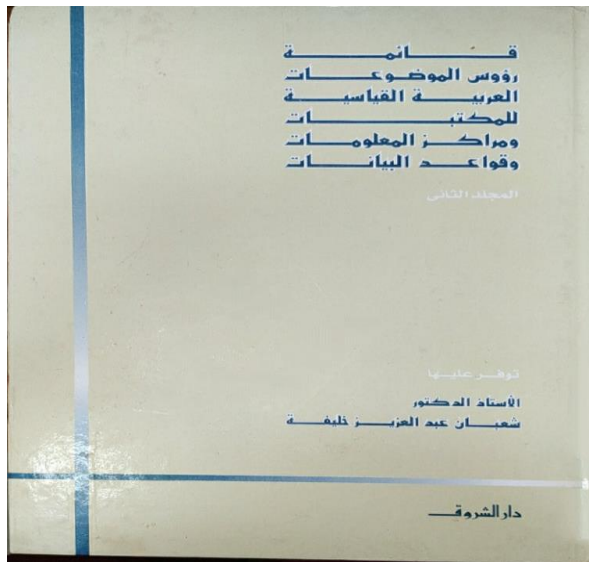 قائمة
رؤوس الموضوعات
العربية القياسية
للمكتبات
ومراكز المعلومات
وقواعد البيانات
المجلد الثانى
توفر عليها
الأستاذ الدكتور
شعبان عبد العزيز خليفة
دار الشروق